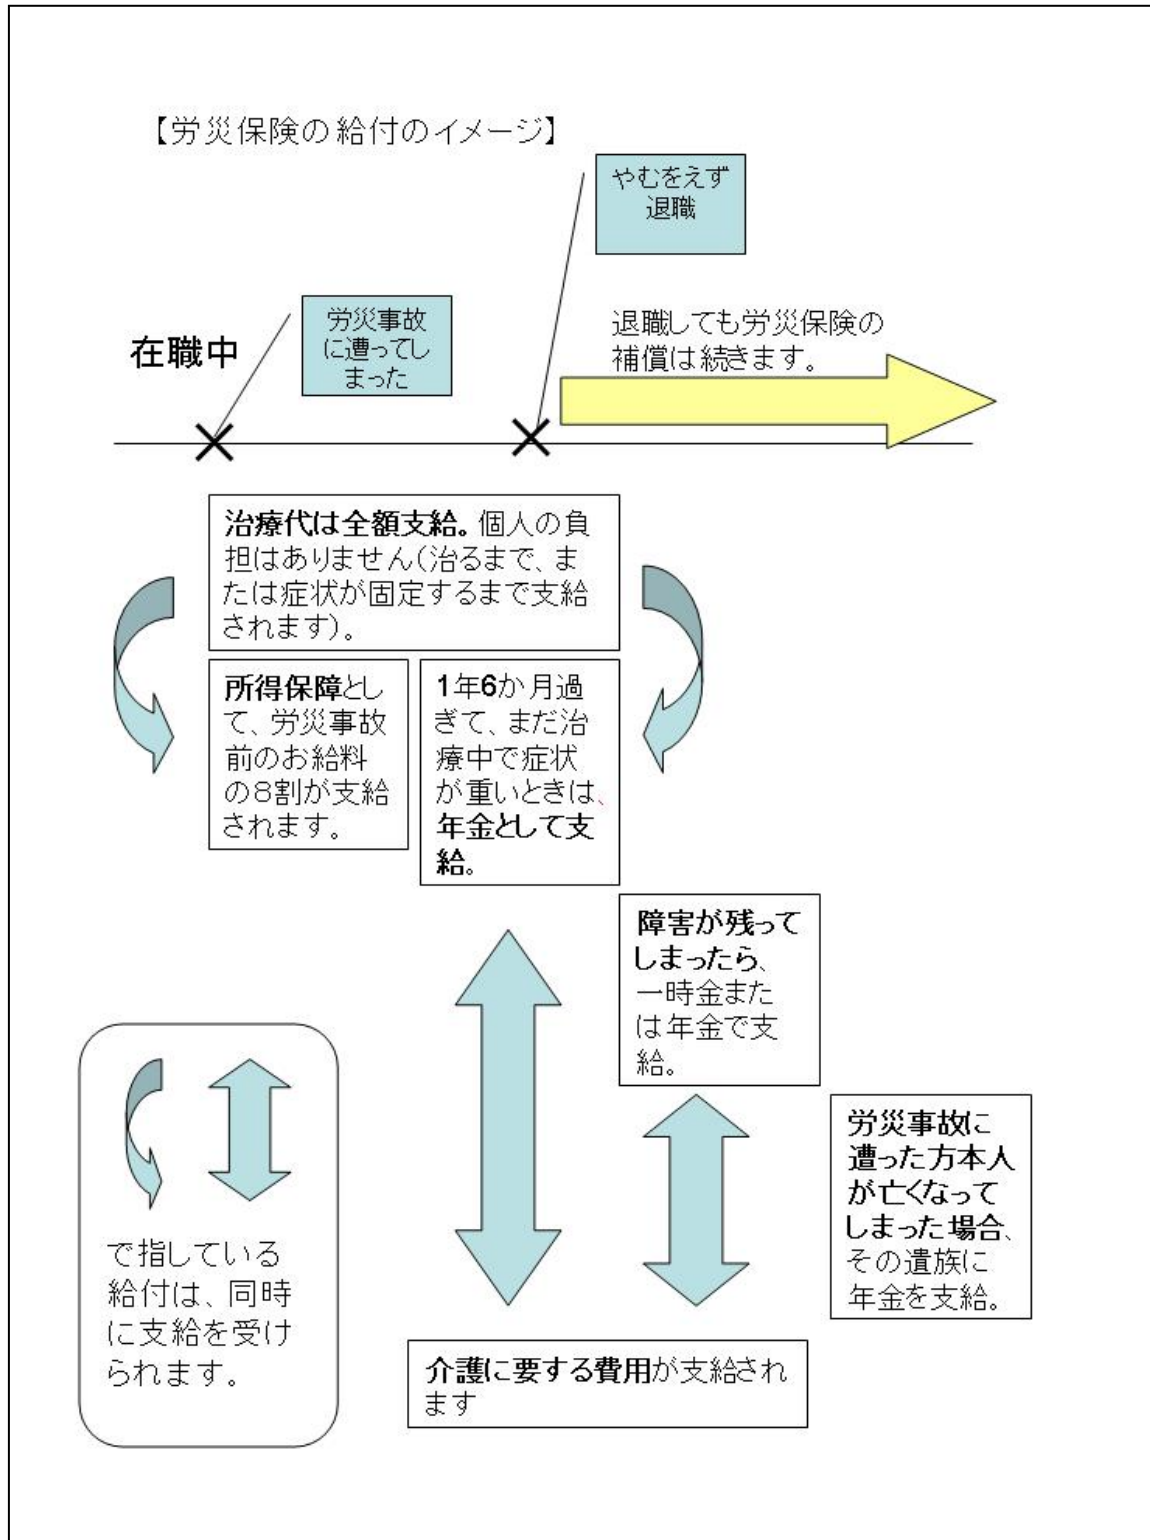 【労災保険の給付のイメージ】
やむをえず
退職
労災事故
に遭ってし
まった
在職中
退職しても労災保険の
補償は続きます。
治療代は全額支給。個人の負
担はありません(治るまで、ま
たは症状が固定するまで支給
されます)。
所得保障とし
て、労災事故
前のお給料
の8割が支給
されます。
1年6か月過
ぎて、まだ治
療中で症状
が重いときは、
年金として支
給。
障害が残って
しまったら、
一時金また
は年金で支
給。
労災事故に
遭った方本人
が亡くなって
しまった場合、
その遺族に
年金を支給。
で指している
給付は、同時
に支給を受け
られます。
介護に要する費用が支給され
ます